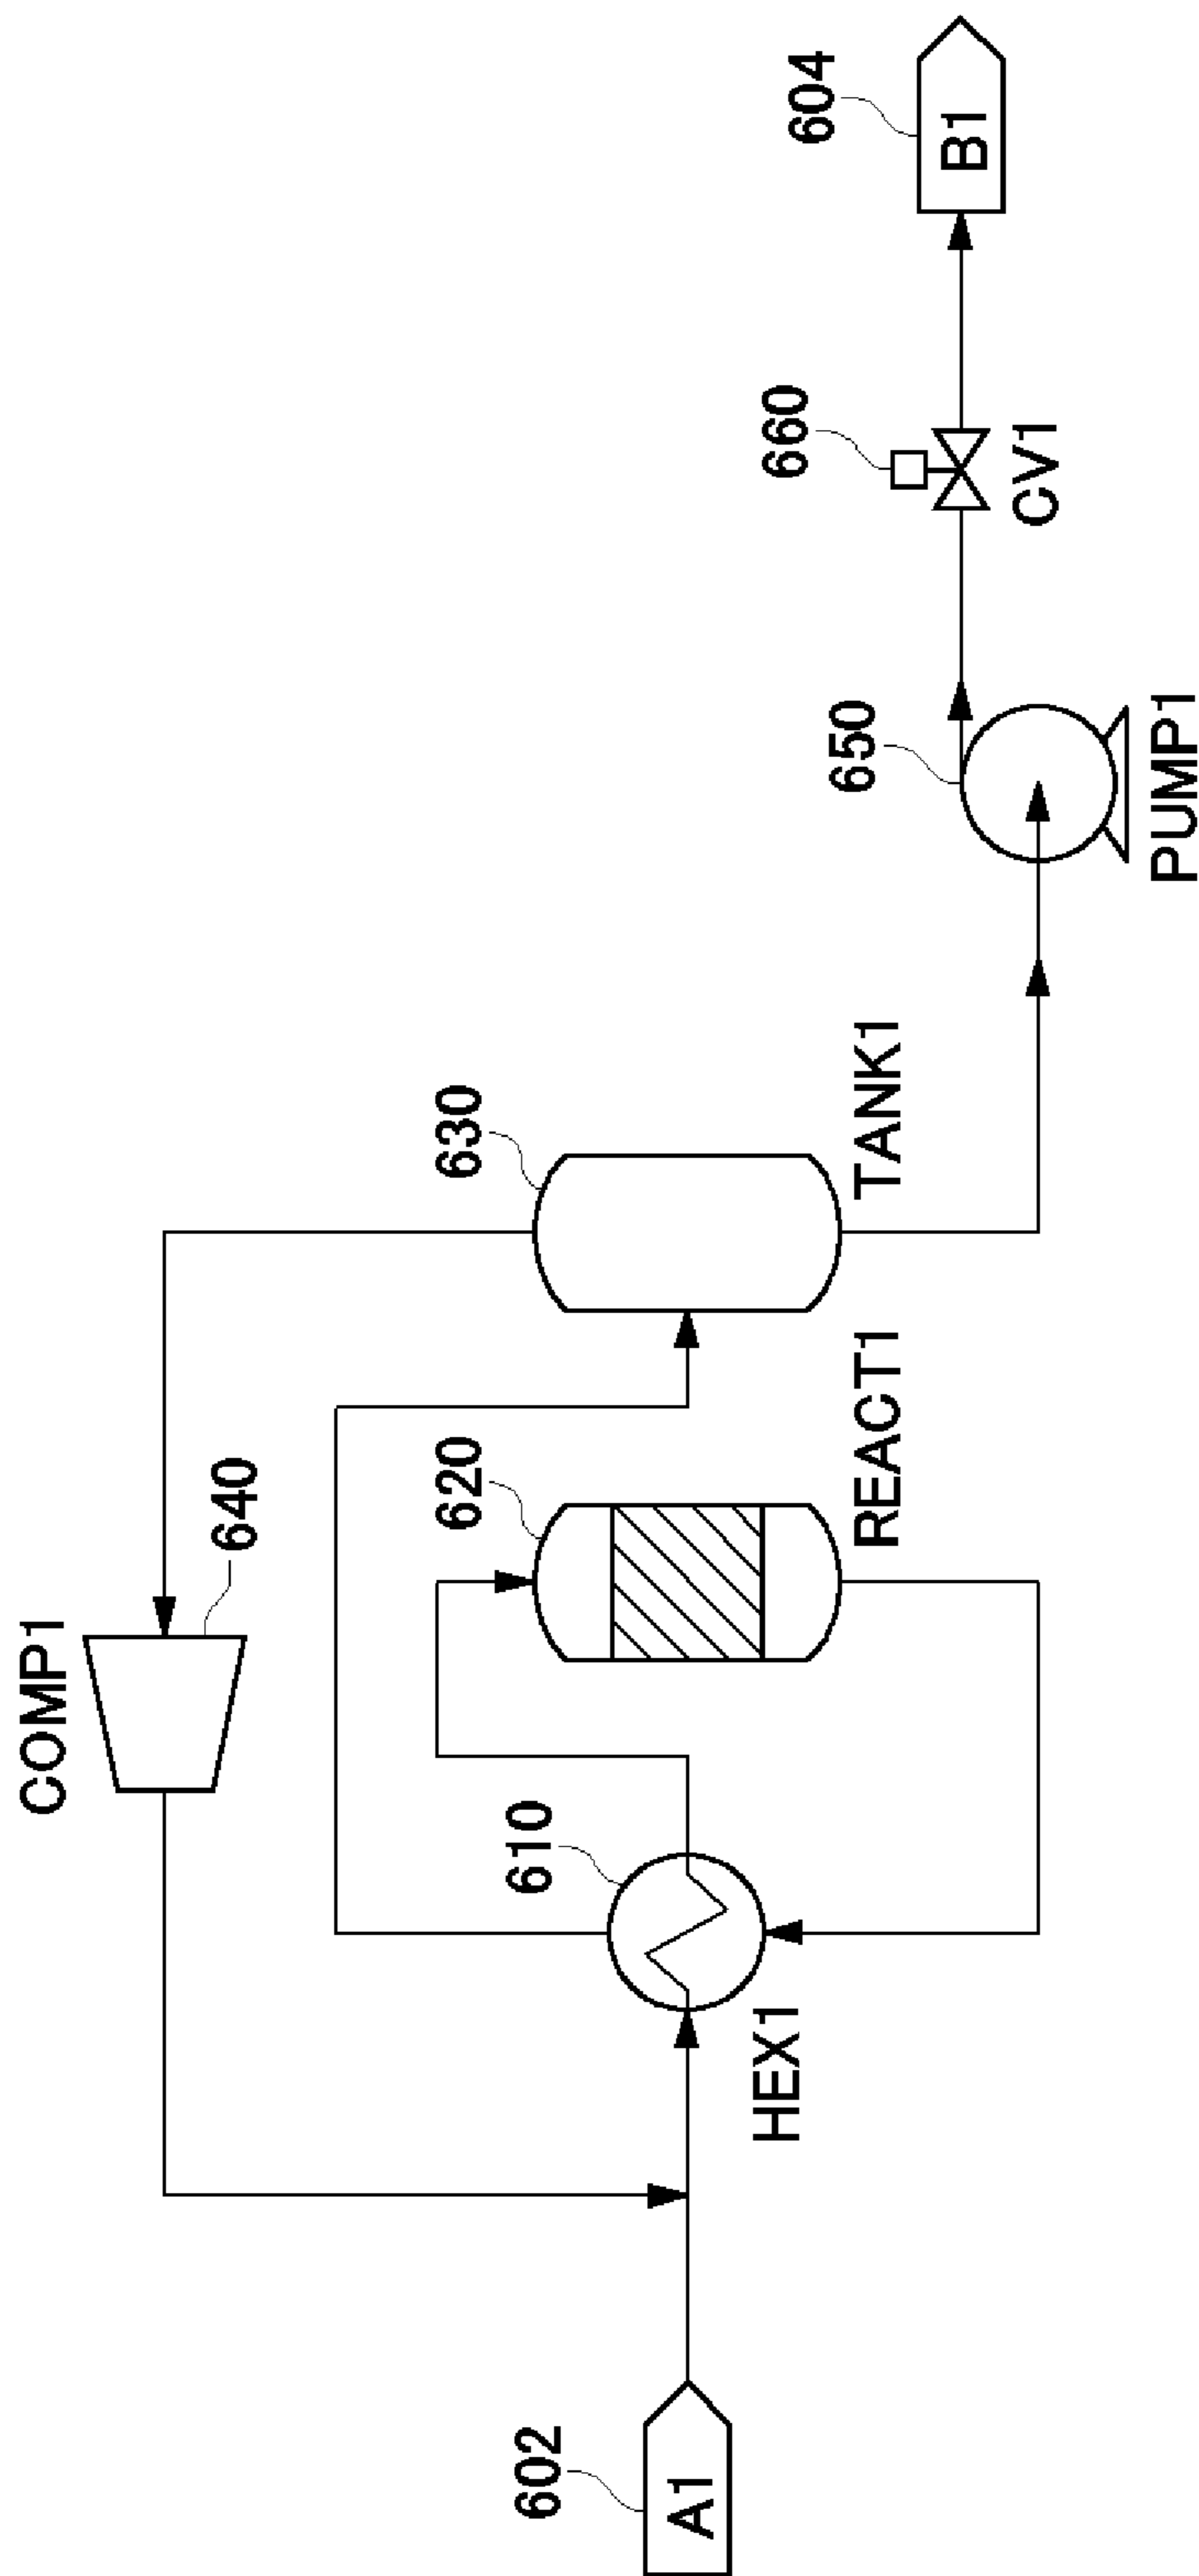 COMP1
640
604
B1
660
CV1
630
650
620
TANK1
610
REACT1
PUMP1
602
A1
HEX1